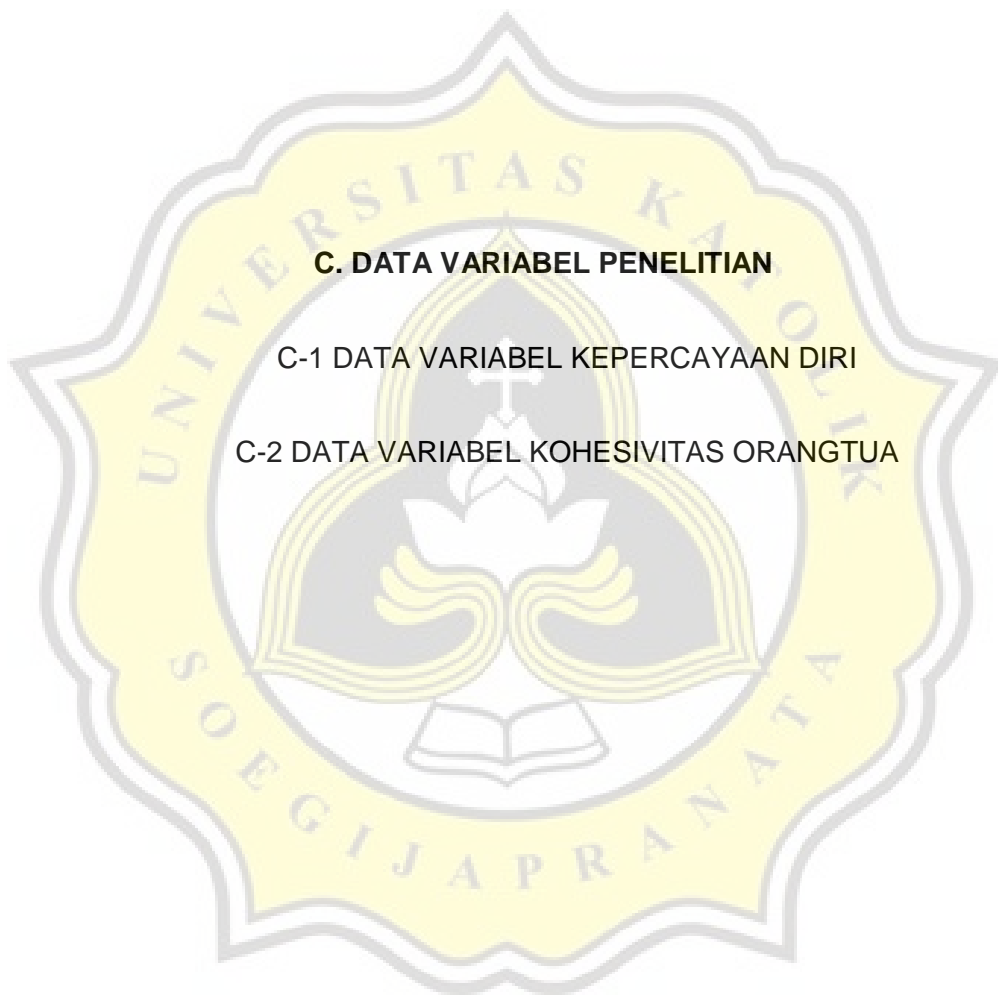 UNIVERSITAS KATOLIK
C. DATA VARIABEL PENELITIAN
C-1 DATA VARIABEL KEPERCAYAAN DIRI
C-2 DATA VARIABEL KOHESIVITAS ORANGTUA
SOEGIJAPRANATA